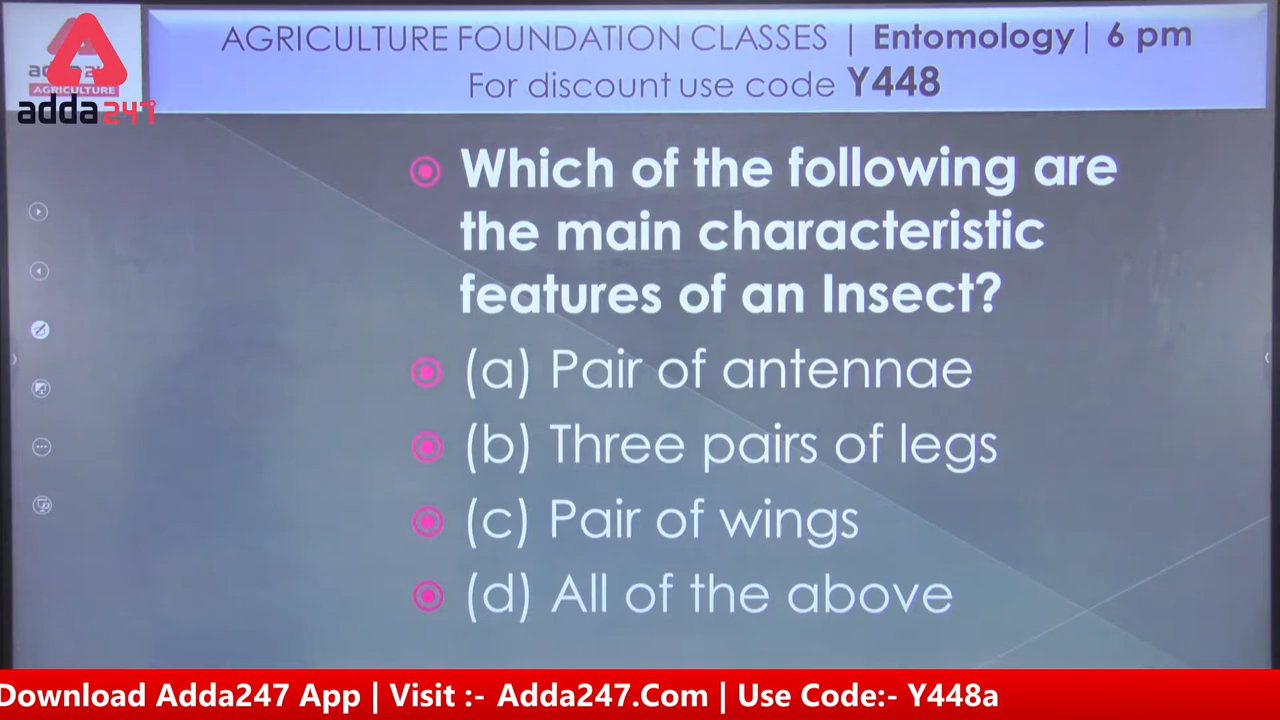 AGRICULTURE FOUNDATION CLASSES | Entomology | 6 pm
For discount use code Y448
adda247
AGRICULTURE
adda247
Which of the following are
the main characteristic
features of an Insect?
(a) Pair of antennae
(b) Three pairs of legs
(c) Pair of wings
(d) All of the above
Download Adda247 App | Visit :- Adda247.Com | Use Code:- Y448a